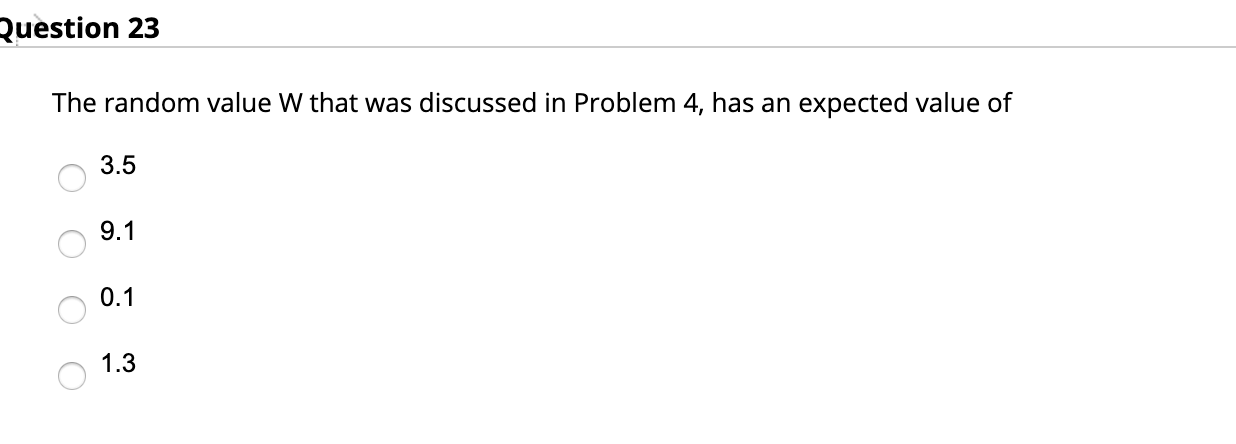 Question 23
The random value W that was discussed in Problem 4, has an expected value of
3.5
9.1
0.1
1.3